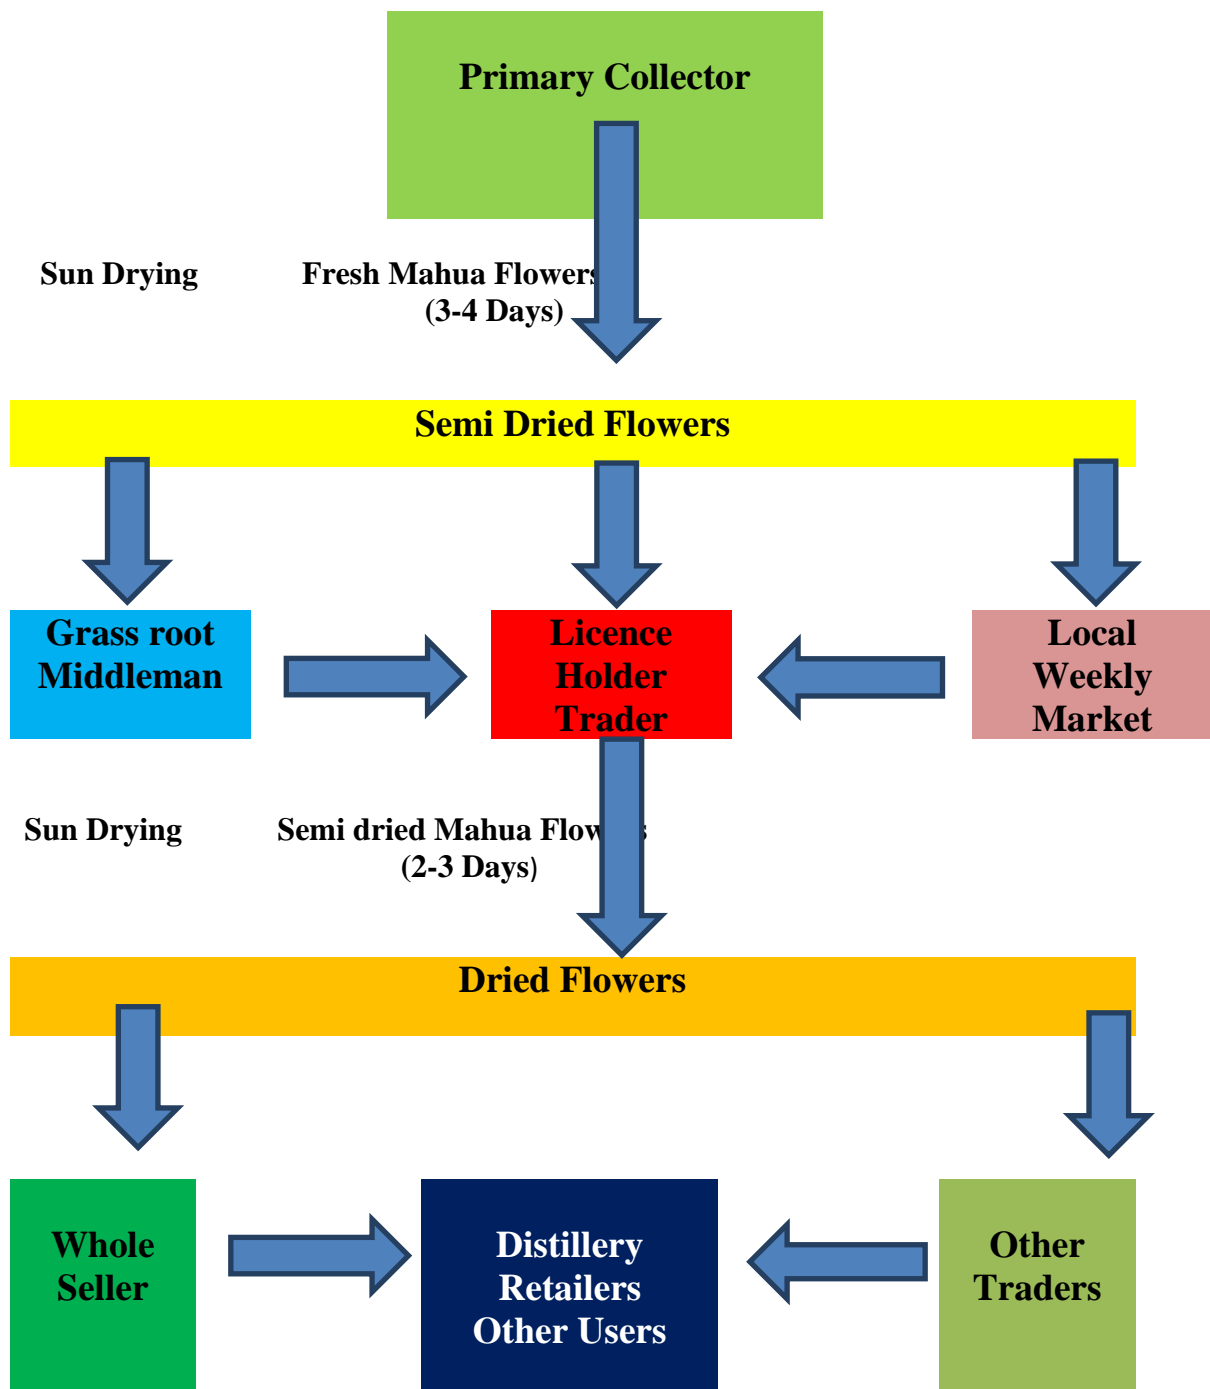 Primary Collector
Sun Drying Fresh Mahua Flowers
(3-4 Days)
Semi Dried Flowers
Grass root
Middleman
Licence
Holder
Trader
Local
Weekly
Market
Sun Drying Semi dried Mahua Flowers
(2-3 Days)
Dried Flowers
Whole
Seller
Distillery
Retailers
Other Users
Other
Traders